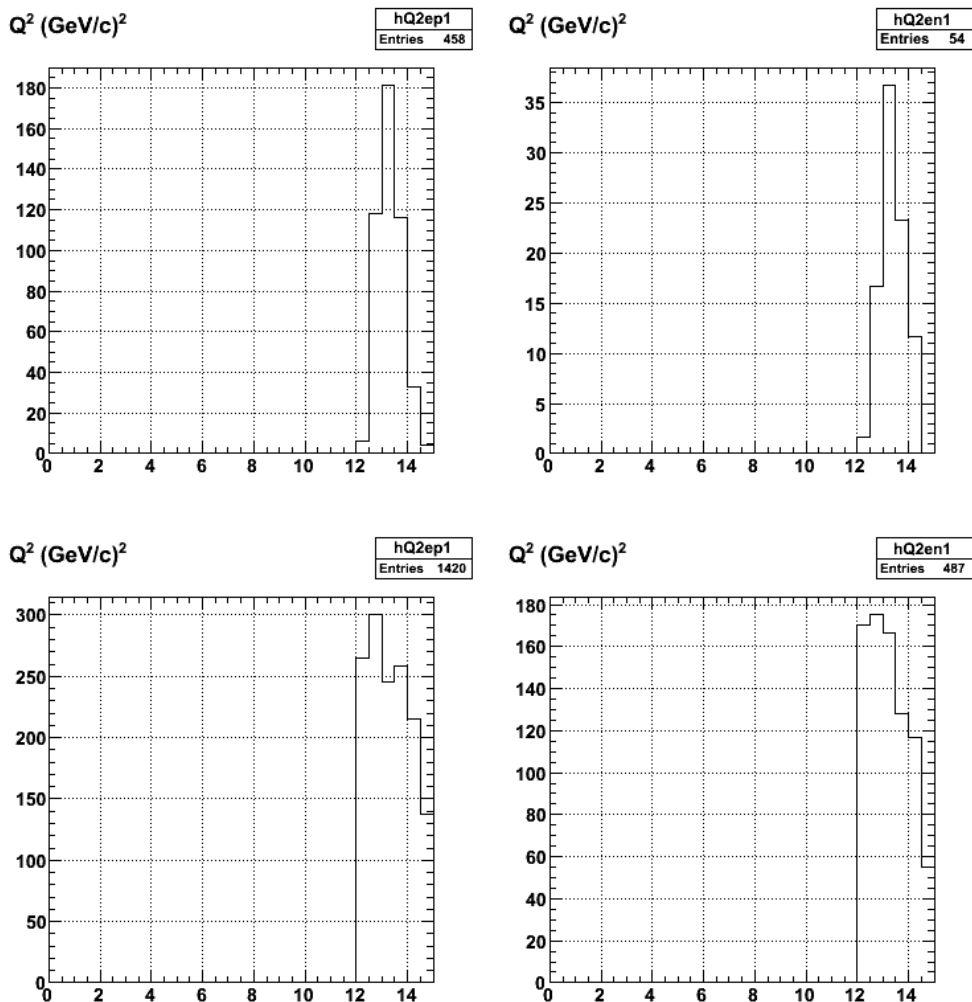 Q² (GeV/c)²
hQ2ep1
Entries 458
180
160
140
120
100
80
60
40
20
0
0 2 4 6 8 10 12 14
Q² (GeV/c)²
hQ2en1
Entries 54
35
30
25
20
15
10
5
0
0 2 4 6 8 10 12 14
Q² (GeV/c)²
hQ2ep1
Entries 1420
300
250
200
150
100
50
0
0 2 4 6 8 10 12 14
Q² (GeV/c)²
hQ2en1
Entries 487
180
160
140
120
100
80
60
40
20
0
0 2 4 6 8 10 12 14